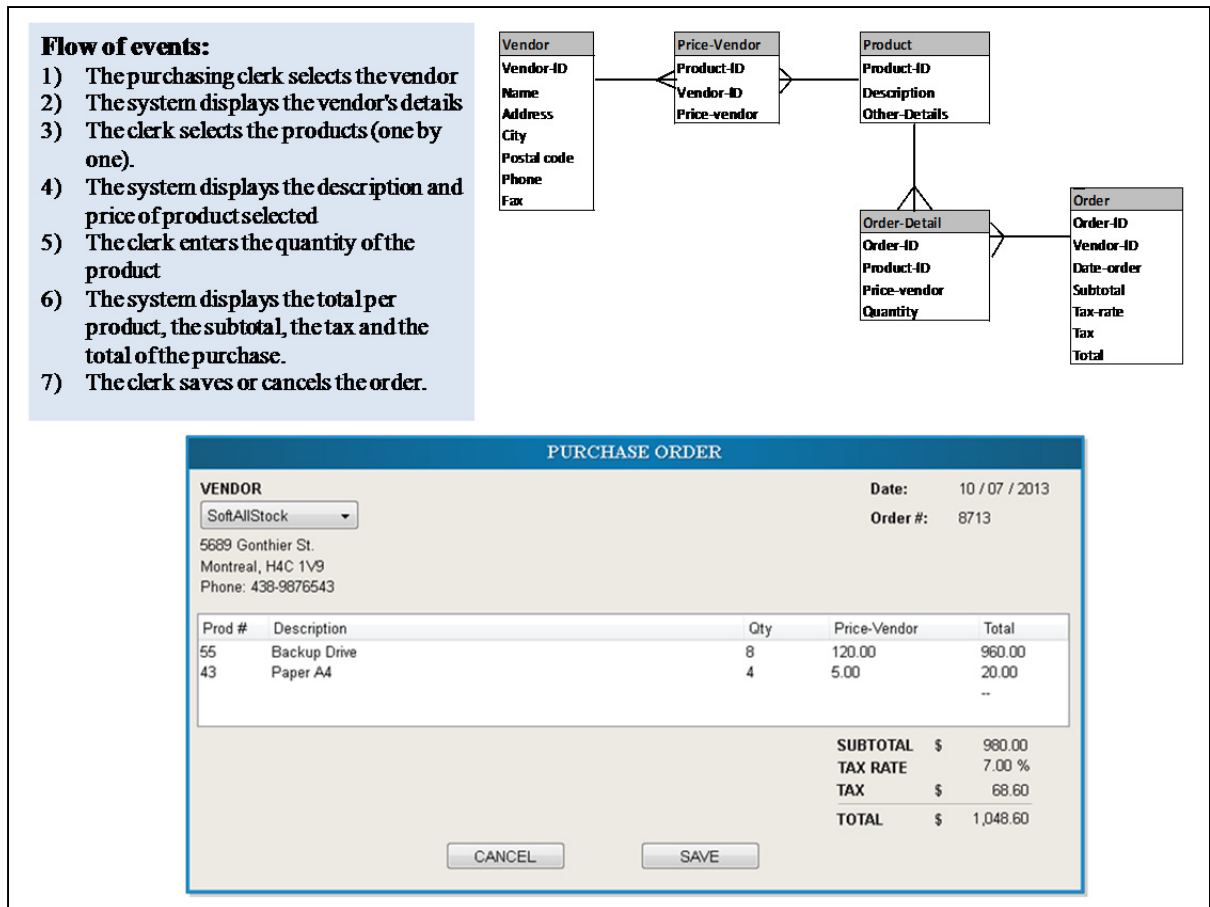 Flow of events:
1) The purchasing clerk selects the vendor
2) The system displays the vendor's details
3) The clerk selects the products (one by
one).
4) The system displays the description and
price of product selected
5) The clerk enters the quantity of the
product
6) The system displays the total per
product, the subtotal, the tax and the
total of the purchase.
7) The clerk saves or cancels the order.
Vendor
Vendor-ID
Name
Address
City
Postal code
Phone
Fax
Price-Vendor
Product-ID
Vendor-ID
Price-vendor
Product
Product-ID
Description
Other-Details
Order-Detail
Order-ID
Product-ID
Price-vendor
Quantity
Order
Order-ID
Vendor-ID
Date-order
Subtotal
Tax-rate
Tax
Total
PURCHASE ORDER
VENDOR
SoftAllStock
5689 Gonthier St.
Montreal, H4C 1V9
Phone: 438-9876543
Date: 10 / 07 / 2013
Order #: 8713
Prod # Description Qty Price-Vendor Total
55 Backup Drive 8 120.00 960.00
43 Paper A4 4 5.00 20.00
--
SUBTOTAL $ 980.00
TAX RATE 7.00 %
TAX $ 68.60
TOTAL $ 1,048.60
CANCEL SAVE